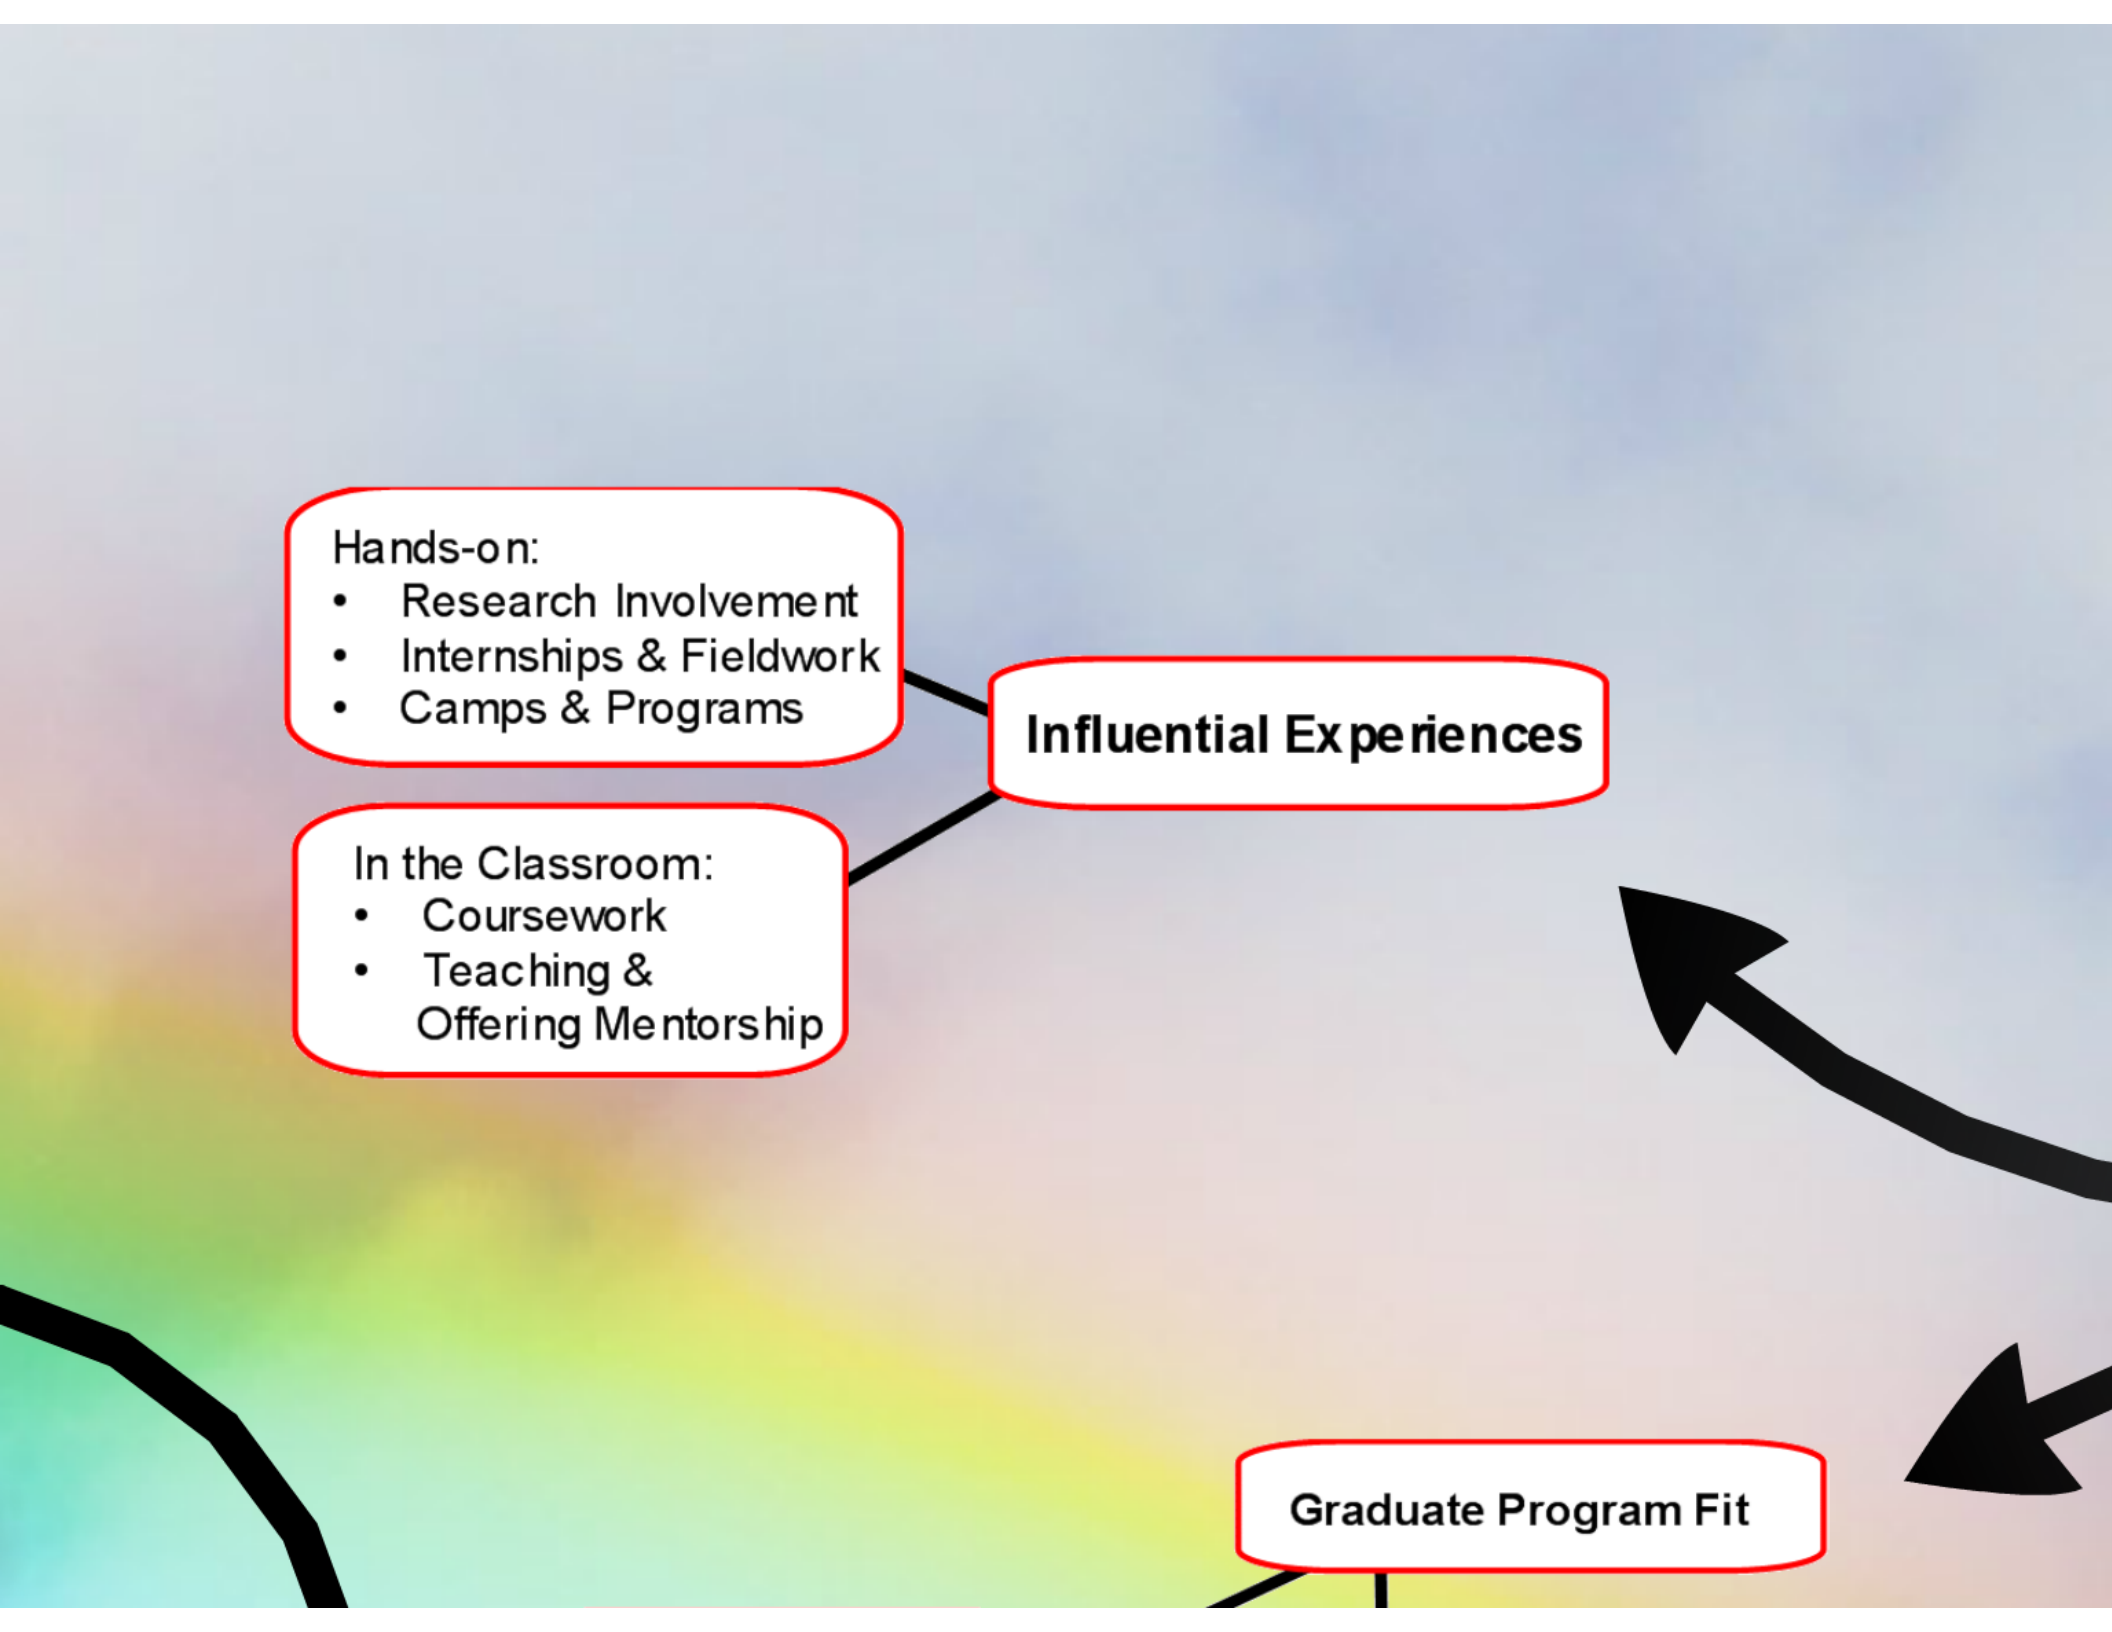 Hands-on:
• Research Involvement
• Internships & Fieldwork
• Camps & Programs
Influential Experiences
In the Classroom:
• Coursework
• Teaching &
Offering Mentorship
Graduate Program Fit